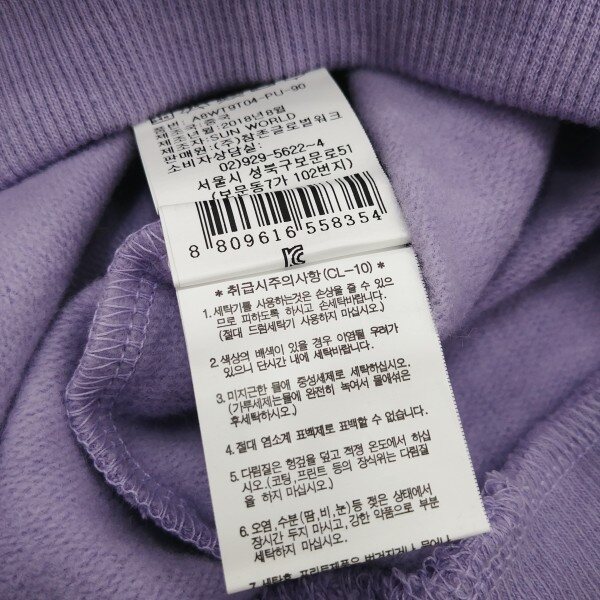 A6WT9T04-PU-90
제조국 : 중국
제조년월 : 2018년8월
제조자 : SUN WORLD
판매원 : (주)참존글로벌워크
소비자상담실 :
02)929-5622-4
서울시 성북구보문로51
(보문동7가 102번지)
8 809616 558354
* 취급시주의사항(CL-10) *
1. 세탁기를 사용하는것은 손상을 줄 수 있으
므로 피하도록 하시고 손세탁바랍니다.
(절대 드럼세탁기 사용하지 마십시오.)
2. 색상의 배색이 있을 경우 이염될 우려가
있으니 단시간 내에 세탁바랍니다.
3. 미지근한 물에 중성세제로 세탁하십시오.
(가루세제는물에 완전히 녹여서 물에섞은
후세탁하십시오.)
4. 절대 염소계 표백제로 표백할 수 없습니다.
5. 다림질은 헝겊을 덮고 적정 온도에서 하십
시오.(코팅,프린트 등의 장식위는 다림질
을 하지 마십시오.)
6. 오염,수분(땀,비,눈)등 젖은 상태에서
장시간 두지 마시고, 강한 약품으로 부분
세탁하지 마십시오.